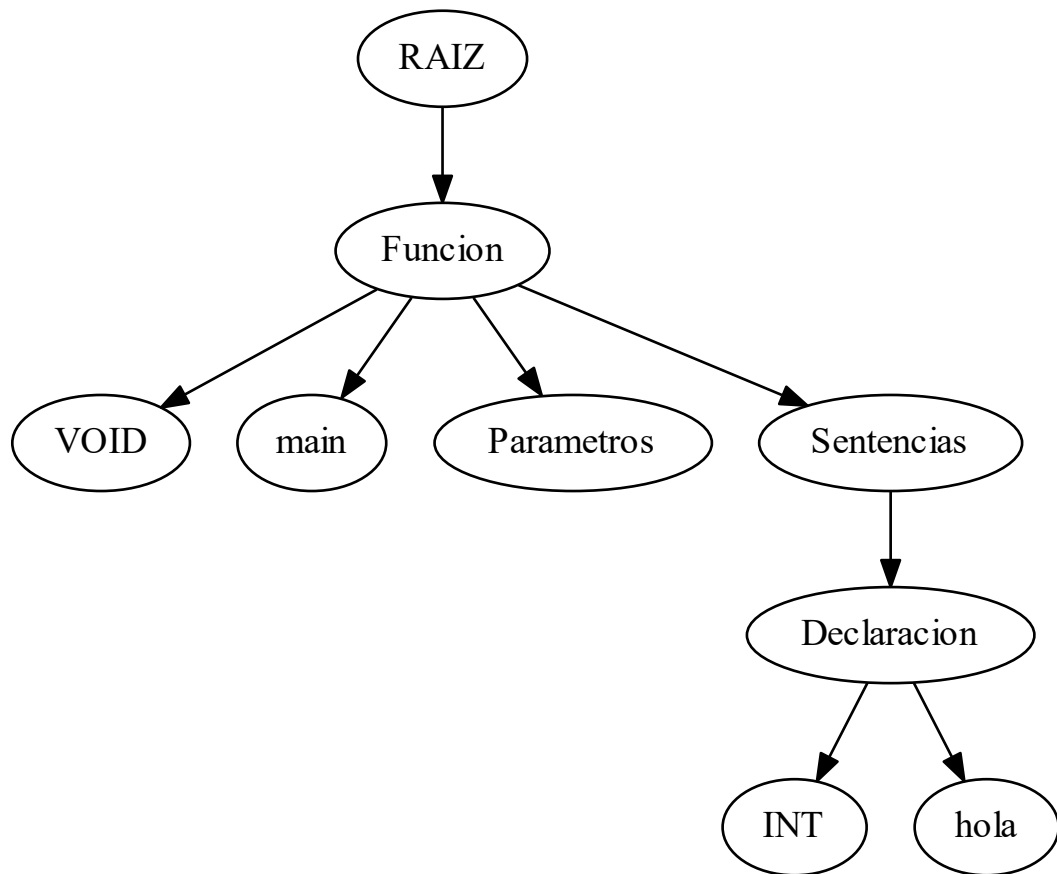 RAIZ
Funcion
VOID
main
Parametros
Sentencias
Declaracion
INT
hola